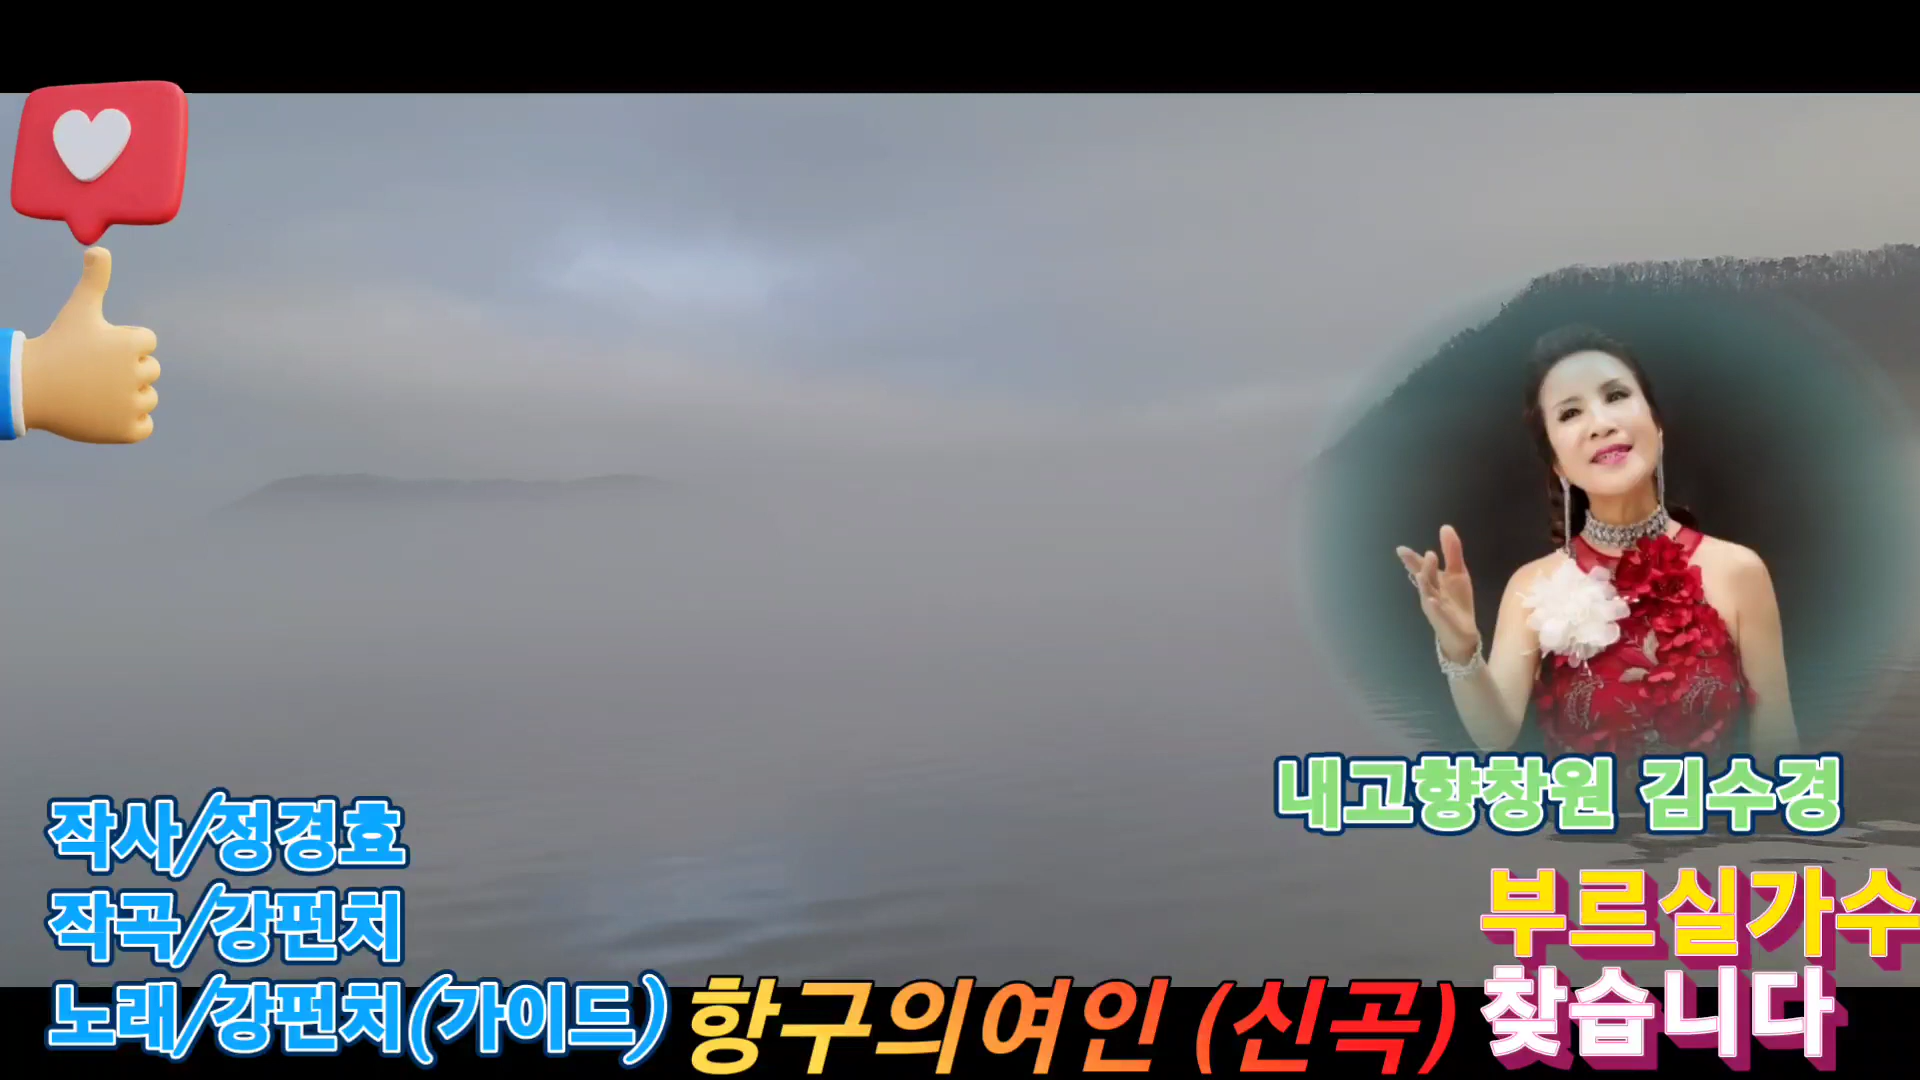 내고향창원 김수경
작사/정경효
작곡/강펀치
노래/강펀치(가이드)
항구의여인 (신곡)
부르실가수
찾습니다